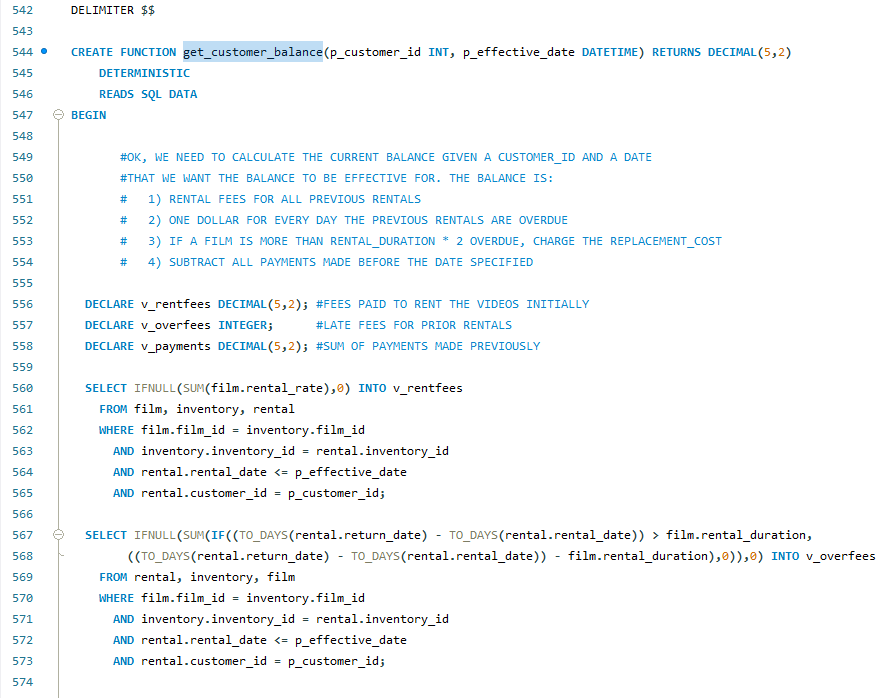 542 DELIMITER $$
543
544 CREATE FUNCTION get_customer_balance(p_customer_id INT, p_effective_date DATETIME) RETURNS DECIMAL(5,2)
545 DETERMINISTIC
546 READS SQL DATA
547 BEGIN
548
549 #OK, WE NEED TO CALCULATE THE CURRENT BALANCE GIVEN A CUSTOMER_ID AND A DATE
550 #THAT WE WANT THE BALANCE TO BE EFFECTIVE FOR. THE BALANCE IS:
551 #   1) RENTAL FEES FOR ALL PREVIOUS RENTALS
552 #   2) ONE DOLLAR FOR EVERY DAY THE PREVIOUS RENTALS ARE OVERDUE
553 #   3) IF A FILM IS MORE THAN RENTAL_DURATION * 2 OVERDUE, CHARGE THE REPLACEMENT_COST
554 #   4) SUBTRACT ALL PAYMENTS MADE BEFORE THE DATE SPECIFIED
555
556 DECLARE v_rentfees DECIMAL(5,2); #FEES PAID TO RENT THE VIDEOS INITIALLY
557 DECLARE v_overfees INTEGER;      #LATE FEES FOR PRIOR RENTALS
558 DECLARE v_payments DECIMAL(5,2); #SUM OF PAYMENTS MADE PREVIOUSLY
559
560 SELECT IFNULL(SUM(film.rental_rate),0) INTO v_rentfees
561 FROM film, inventory, rental
562 WHERE film.film_id = inventory.film_id
563 AND inventory.inventory_id = rental.inventory_id
564 AND rental.rental_date <= p_effective_date
565 AND rental.customer_id = p_customer_id;
566
567 SELECT IFNULL(SUM(IF((TO_DAYS(rental.return_date) - TO_DAYS(rental.rental_date)) > film.rental_duration,
568 ((TO_DAYS(rental.return_date) - TO_DAYS(rental.rental_date)) - film.rental_duration),0)),0) INTO v_overfees
569 FROM rental, inventory, film
570 WHERE film.film_id = inventory.film_id
571 AND inventory.inventory_id = rental.inventory_id
572 AND rental.rental_date <= p_effective_date
573 AND rental.customer_id = p_customer_id;
574